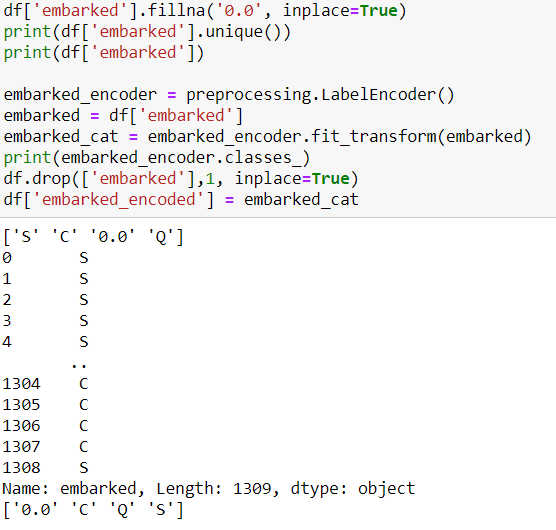 df['embarked'].fillna('0.0', inplace=True)
print(df['embarked'].unique())
print(df['embarked'])
embarked_encoder = preprocessing.LabelEncoder()
embarked = df['embarked']
embarked_cat = embarked_encoder.fit_transform(embarked)
print(embarked_encoder.classes_)
df.drop(['embarked'],1, inplace=True)
df['embarked_encoded'] = embarked_cat
['S' 'C' '0.0' 'Q']
0       S
1       S
2       S
3       S
4       S
       ..
1304    C
1305    C
1306    C
1307    C
1308    S
Name: embarked, Length: 1309, dtype: object
['0.0' 'C' 'Q' 'S']